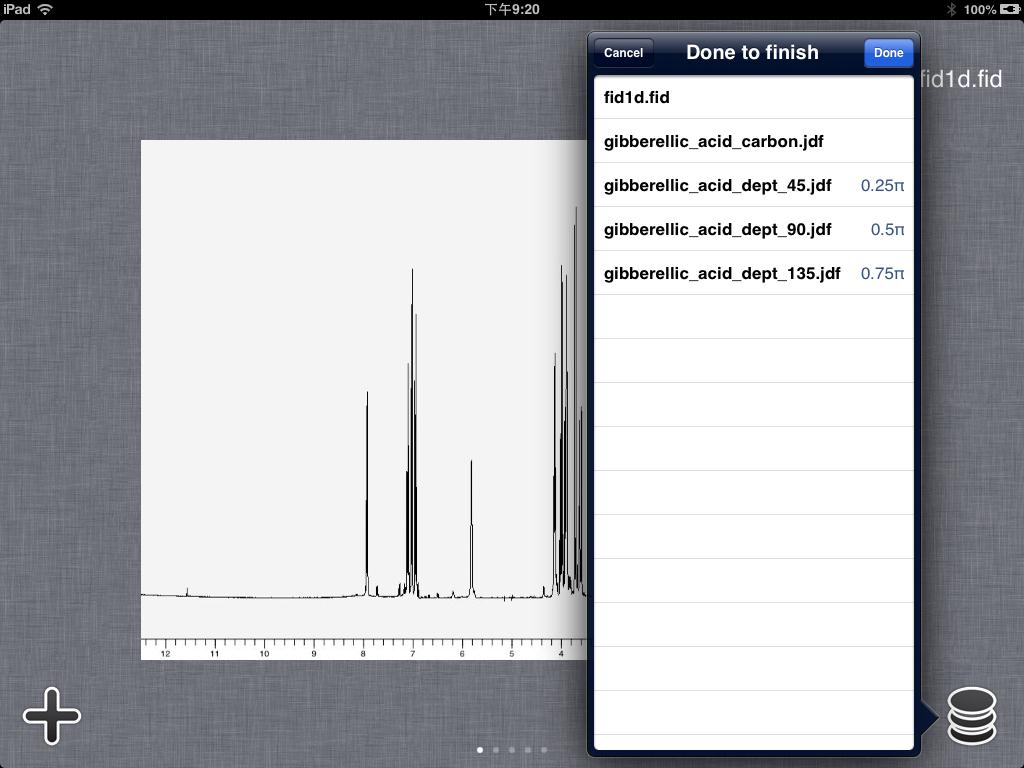 iPad 下午9:20 100%
Cancel Done to finish Done
fid1d.fid
fid1d.fid
gibberellic_acid_carbon.jdf
gibberellic_acid_dept_45.jdf 0.25π
gibberellic_acid_dept_90.jdf 0.5π
gibberellic_acid_dept_135.jdf 0.75π
12 11 10 9 8 7 6 5 4